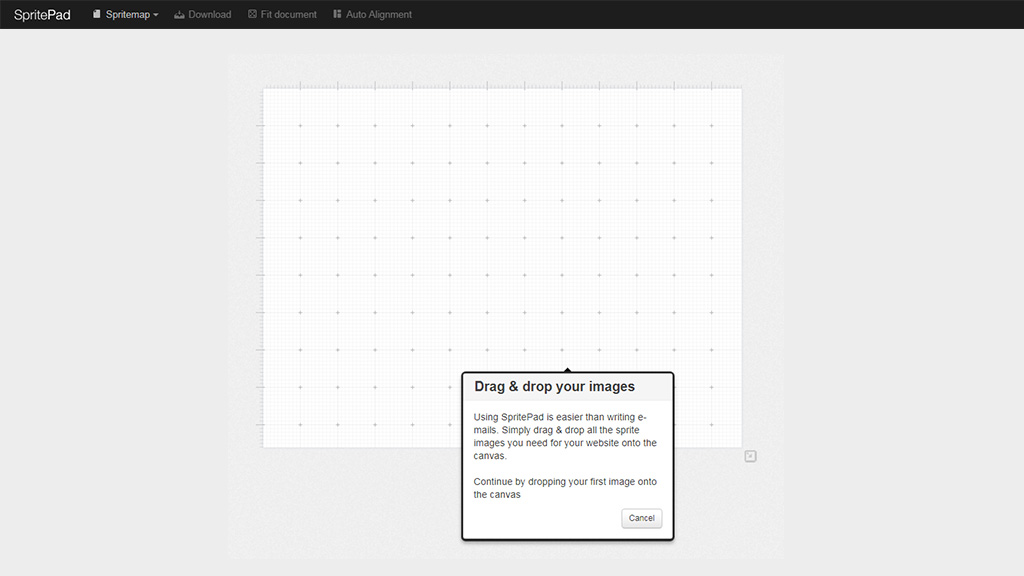 SpritePad Spritemap Download Fit document Auto Alignment
Drag & drop your images
Using SpritePad is easier than writing e-
mails. Simply drag & drop all the sprite
images you need for your website onto the
canvas.
Continue by dropping your first image onto
the canvas
Cancel